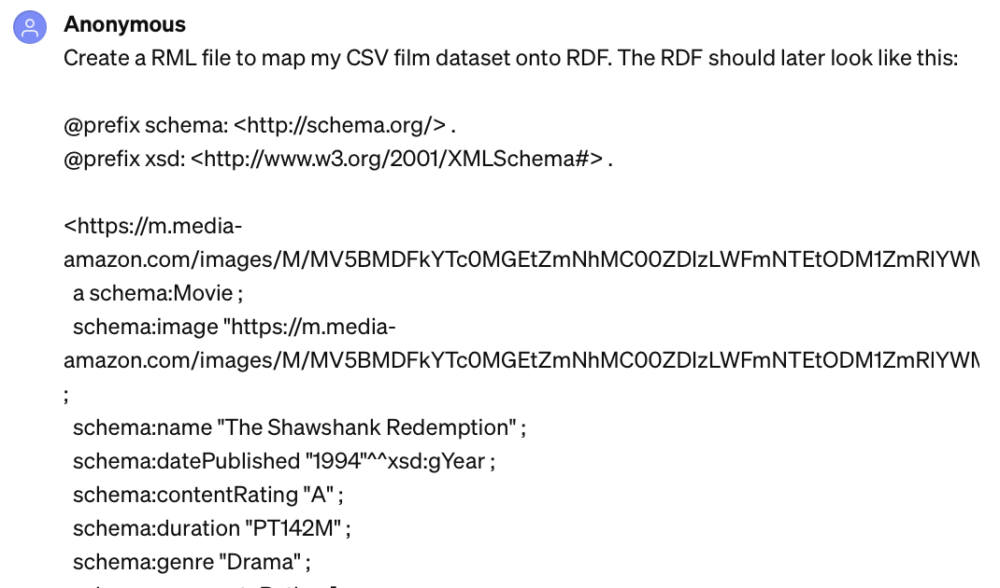 Anonymous
Create a RML file to map my CSV film dataset onto RDF. The RDF should later look like this:
@prefix schema: <http://schema.org/> .
@prefix xsd: <http://www.w3.org/2001/XMLSchema#> .
<https://m.media-
amazon.com/images/M/MV5BMDFkYTc0MGEtZmNhMC00ZDIzLWFmNTEtODM1ZmRlYWM
a schema:Movie ;
schema:image "https://m.media-
amazon.com/images/M/MV5BMDFkYTc0MGEtZmNhMC00ZDIzLWFmNTEtODM1ZmRlYWM
;
schema:name "The Shawshank Redemption" ;
schema:datePublished "1994"^^xsd:gYear ;
schema:contentRating "A" ;
schema:duration "PT142M" ;
schema:genre "Drama" ;